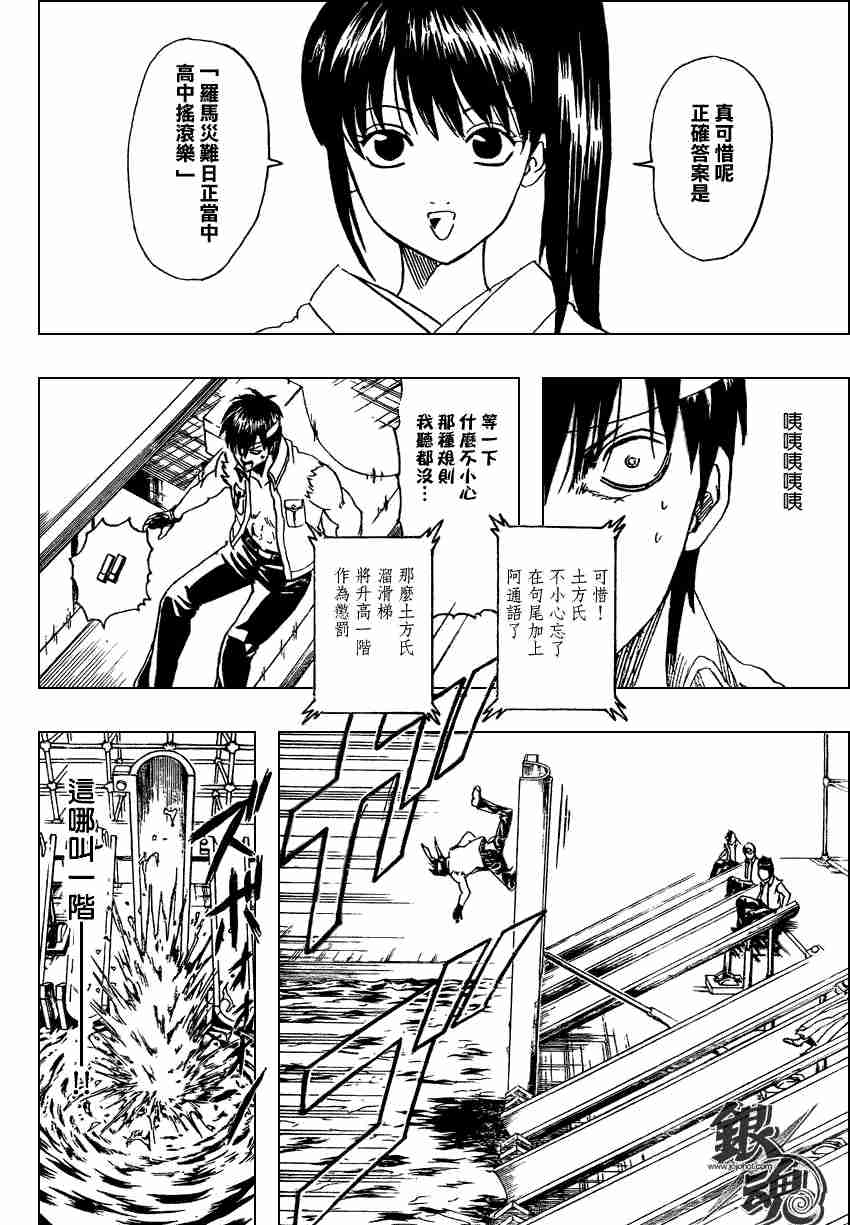 真可惜呢
正確答案是
「羅馬災難日正當中
高中搖滾樂」
咦咦咦咦咦
等一下
什麼不小心
那種規則
我聽都沒…
可惜！
土方氏
不小心忘了
在句尾加上
阿通語了
那麼土方氏
溜滑梯
將升高一階
作為懲罰
這哪叫一階——!!
銀魂
www.jojohot.com